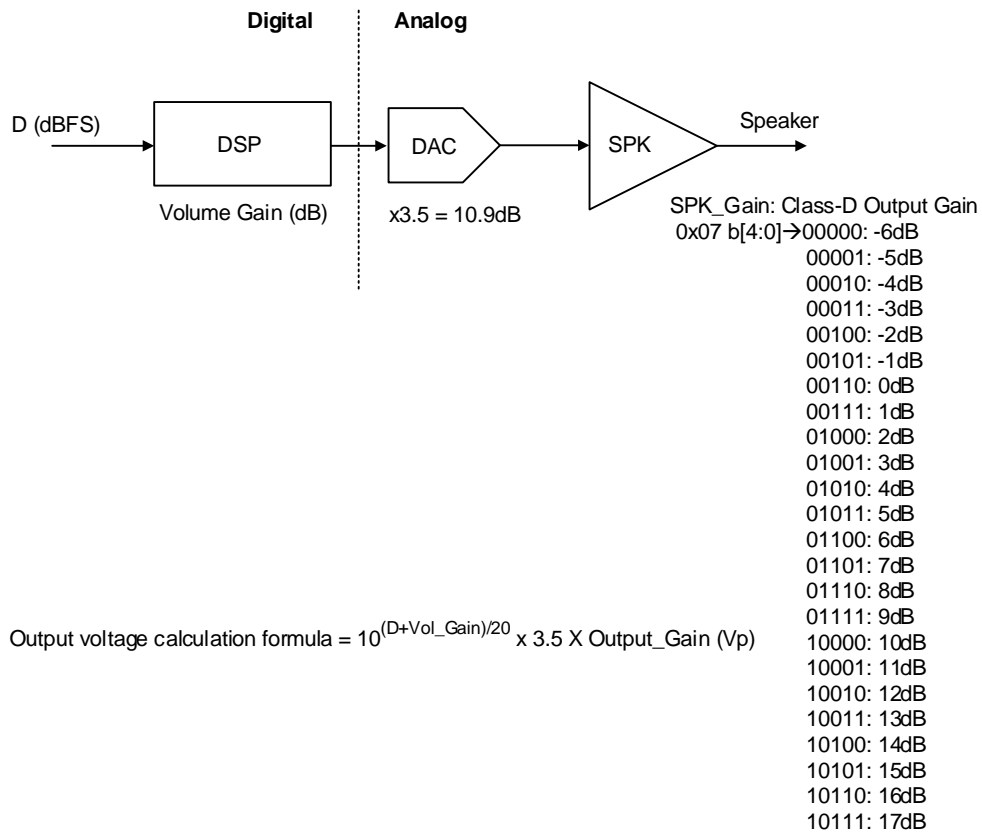 Digital
Analog
D (dBFS)
DSP
DAC
SPK
Speaker
Volume Gain (dB)
x3.5 = 10.9dB
SPK_Gain: Class-D Output Gain
0x07 b[4:0]→00000: -6dB
00001: -5dB
00010: -4dB
00011: -3dB
00100: -2dB
00101: -1dB
00110: 0dB
00111: 1dB
01000: 2dB
01001: 3dB
01010: 4dB
01011: 5dB
01100: 6dB
01101: 7dB
01110: 8dB
01111: 9dB
10000: 10dB
10001: 11dB
10010: 12dB
10011: 13dB
10100: 14dB
10101: 15dB
10110: 16dB
10111: 17dB
Output voltage calculation formula = 10^(D+Vol_Gain)/20 x 3.5 X Output_Gain (Vp)